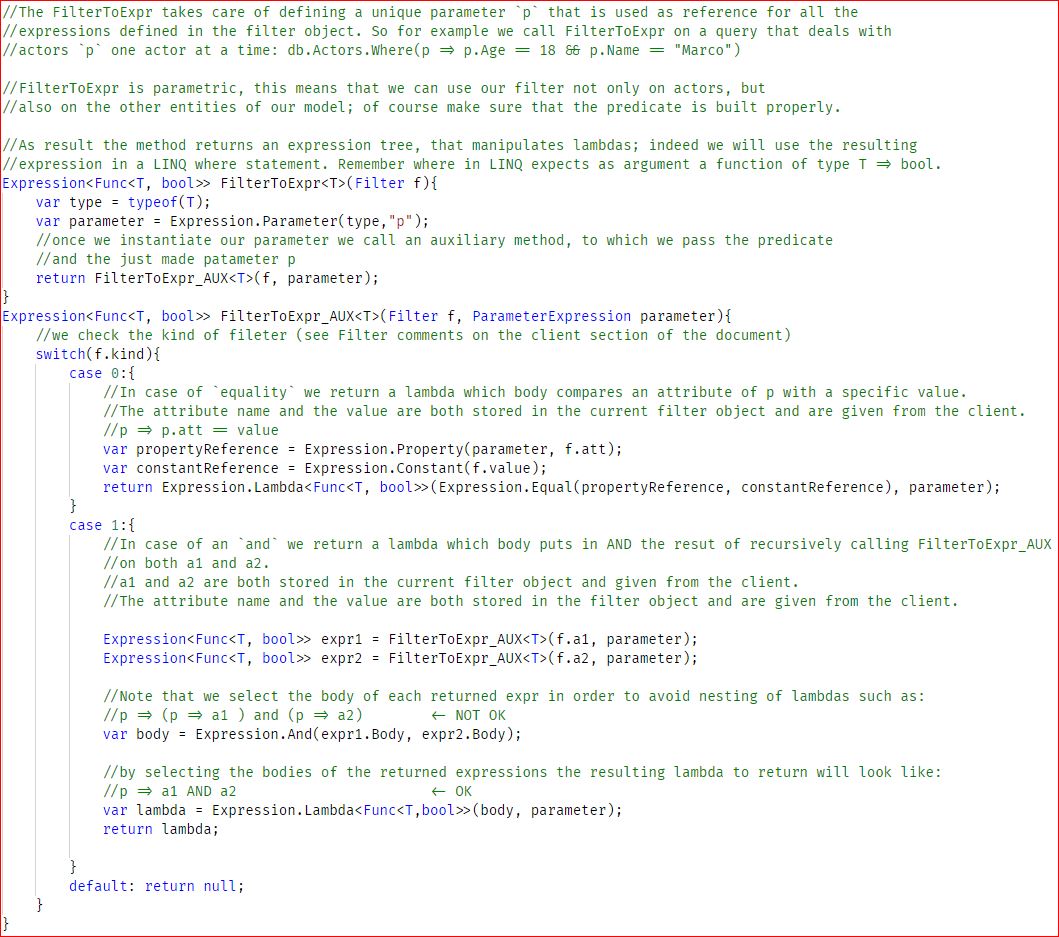 //The FilterToExpr takes care of defining a unique parameter `p` that is used as reference for all the
//expressions defined in the filter object. So for example we call FilterToExpr on a query that deals with
//actors `p` one actor at a time: db.Actors.Where(p => p.Age == 18 && p.Name == "Marco")

//FilterToExpr is parametric, this means that we can use our filter not only on actors, but
//also on the other entities of our model; of course make sure that the predicate is built properly.

//As result the method returns an expression tree, that manipulates lambdas; indeed we will use the resulting
//expression in a LINQ where statement. Remember where in LINQ expects as argument a function of type T => bool.
Expression<Func<T, bool>> FilterToExpr<T>(Filter f){
    var type = typeof(T);
    var parameter = Expression.Parameter(type,"p");
    //once we instantiate our parameter we call an auxiliary method, to which we pass the predicate
    //and the just made patameter p
    return FilterToExpr_AUX<T>(f, parameter);
}
Expression<Func<T, bool>> FilterToExpr_AUX<T>(Filter f, ParameterExpression parameter){
    //we check the kind of fileter (see Filter comments on the client section of the document)
    switch(f.kind){
        case 0:{
            //In case of `equality` we return a lambda which body compares an attribute of p with a specific value.
            //The attribute name and the value are both stored in the current filter object and are given from the client.
            //p => p.att == value
            var propertyReference = Expression.Property(parameter, f.att);
            var constantReference = Expression.Constant(f.value);
            return Expression.Lambda<Func<T, bool>>(Expression.Equal(propertyReference, constantReference), parameter);
        }
        case 1:{
            //In case of an `and` we return a lambda which body puts in AND the resut of recursively calling FilterToExpr_AUX
            //on both a1 and a2.
            //a1 and a2 are both stored in the current filter object and given from the client.
            //The attribute name and the value are both stored in the filter object and are given from the client.

            Expression<Func<T, bool>> expr1 = FilterToExpr_AUX<T>(f.a1, parameter);
            Expression<Func<T, bool>> expr2 = FilterToExpr_AUX<T>(f.a2, parameter);

            //Note that we select the body of each returned expr in order to avoid nesting of lambdas such as:
            //p => (p => a1 ) and (p => a2)        <- NOT OK
            var body = Expression.And(expr1.Body, expr2.Body);

            //by selecting the bodies of the returned expressions the resulting lambda to return will look like:
            //p => a1 AND a2                       <- OK
            var lambda = Expression.Lambda<Func<T,bool>>(body, parameter);
            return lambda;

        }
        default: return null;
    }
}